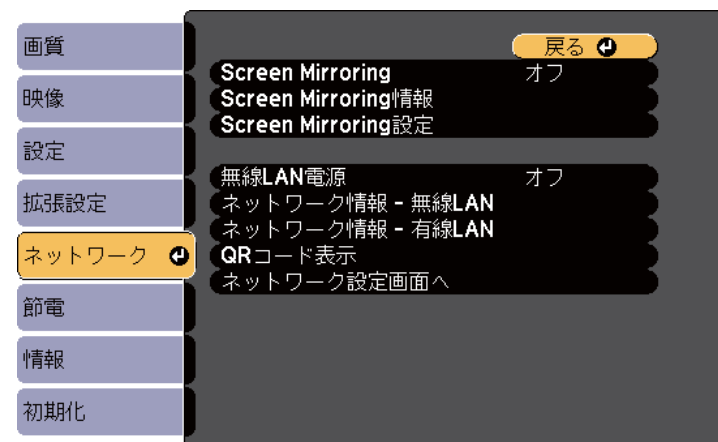 画質
映像
設定
拡張設定
ネットワーク
節電
情報
初期化
戻る
Screen Mirroring オフ
Screen Mirroring情報
Screen Mirroring設定
無線LAN電源 オフ
ネットワーク情報 - 無線LAN
ネットワーク情報 - 有線LAN
QRコード表示
ネットワーク設定画面へ